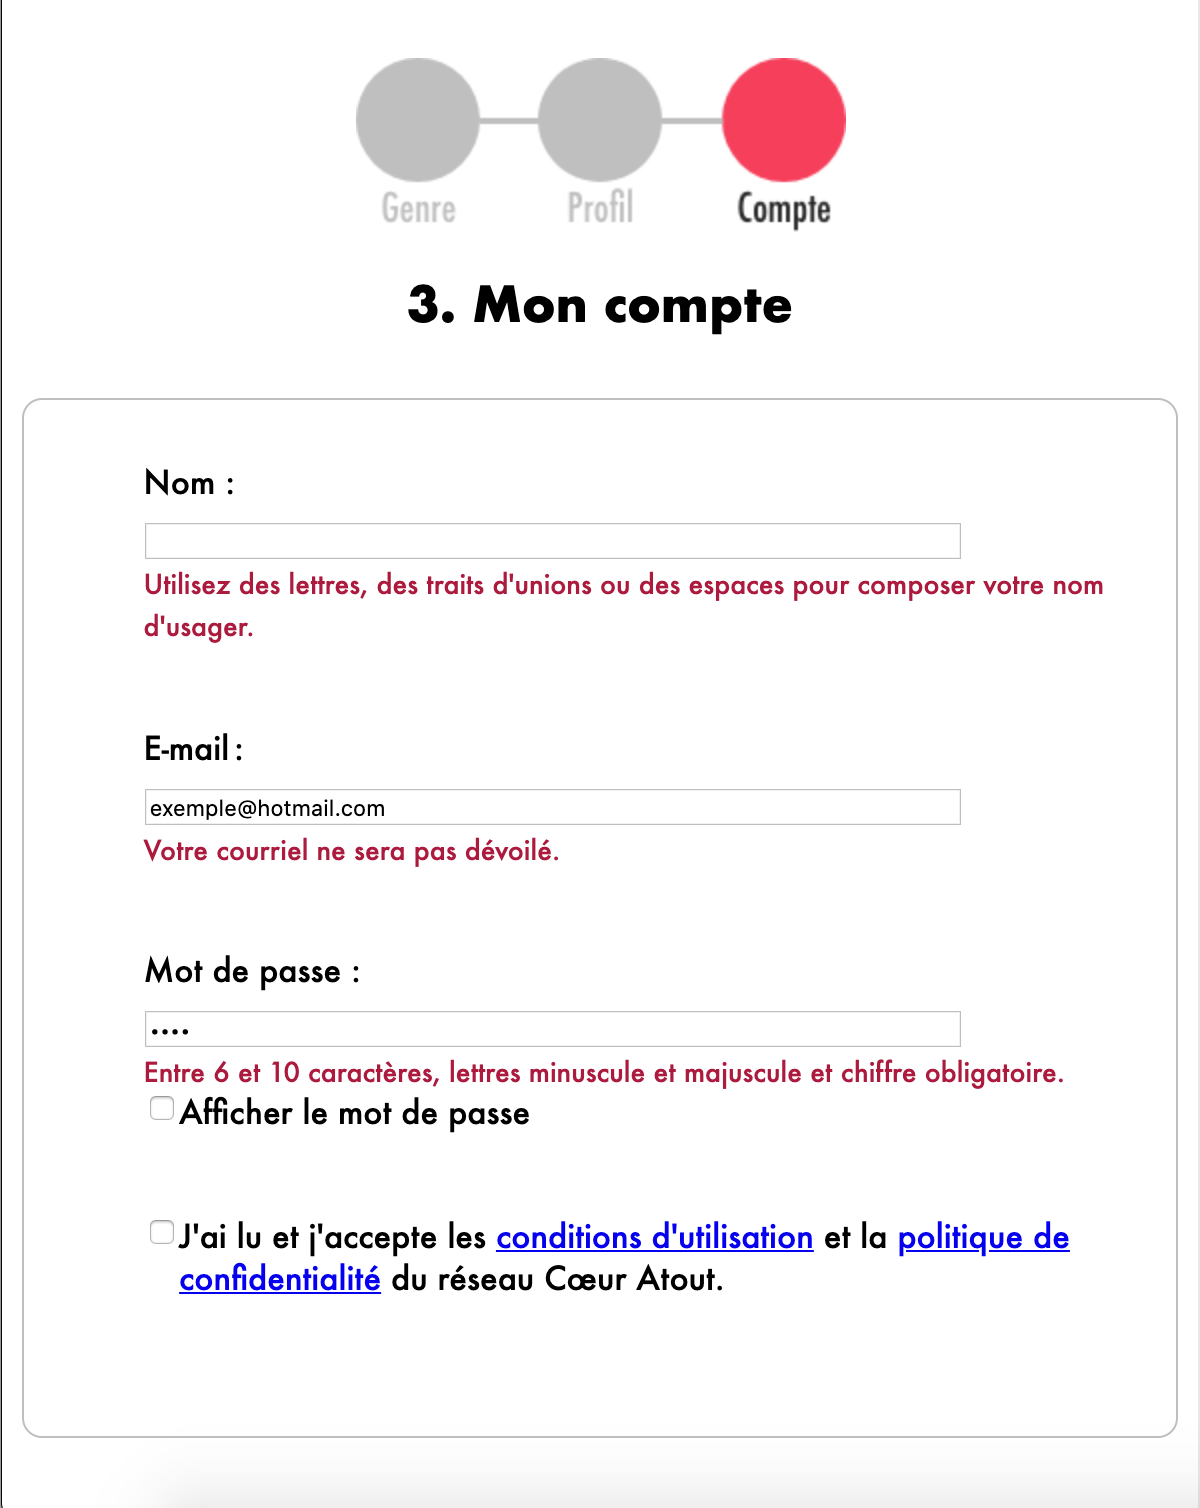 Genre Profil Compte
3. Mon compte
Nom :
Utilisez des lettres, des traits d'unions ou des espaces pour composer votre nom
d'usager.
E-mail :
exemple@hotmail.com
Votre courriel ne sera pas dévoilé.
Mot de passe :
••••
Entre 6 et 10 caractères, lettres minuscule et majuscule et chiffre obligatoire.
Afficher le mot de passe
J'ai lu et j'accepte les conditions d'utilisation et la politique de
confidentialité du réseau Cœur Atout.